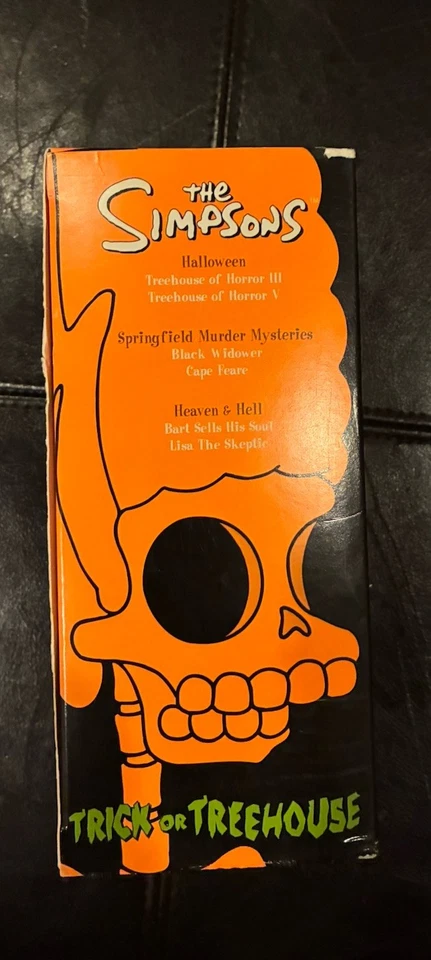 THE
SIMPSONS
Halloween
Treehouse of Horror III
Treehouse of Horror V
Springfield Murder Mysteries
Black Widower
Cape Feare
Heaven & Hell
Bart Sells His Soul
Lisa The Skeptic
TRICK OR TREEHOUSE